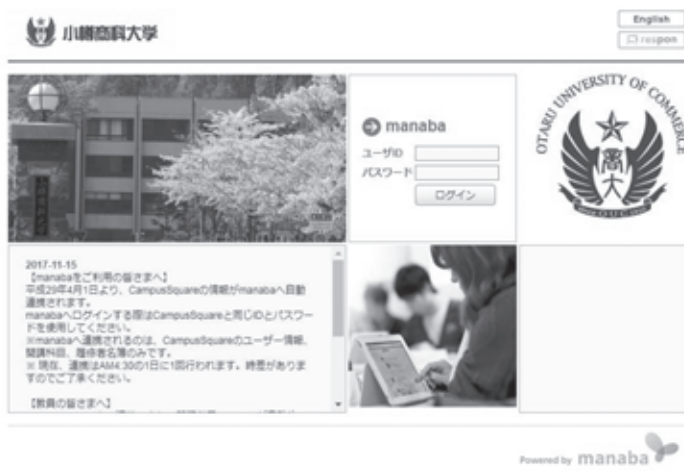 小樽商科大学
English
respon
manaba
ユーザID
パスワード
ログイン
OTARU UNIVERSITY OF COMMERCE
商大
2017-11-15
【manabaをご利用の皆さまへ】
平成29年4月1日より、CampusSquareの情報がmanabaへ自動
連携されます。
manabaへログインする際はCampusSquareと同じIDとパスワー
ドを使用してください。
※manabaへ連携されるのは、CampusSquareのユーザー情報、
開講科目、履修者名簿のみです。
※ 現在、連携はAM4:30の1日に1回行われます。時差がありま
すのでご了承ください。
【教員の皆さまへ】
Powered by manaba